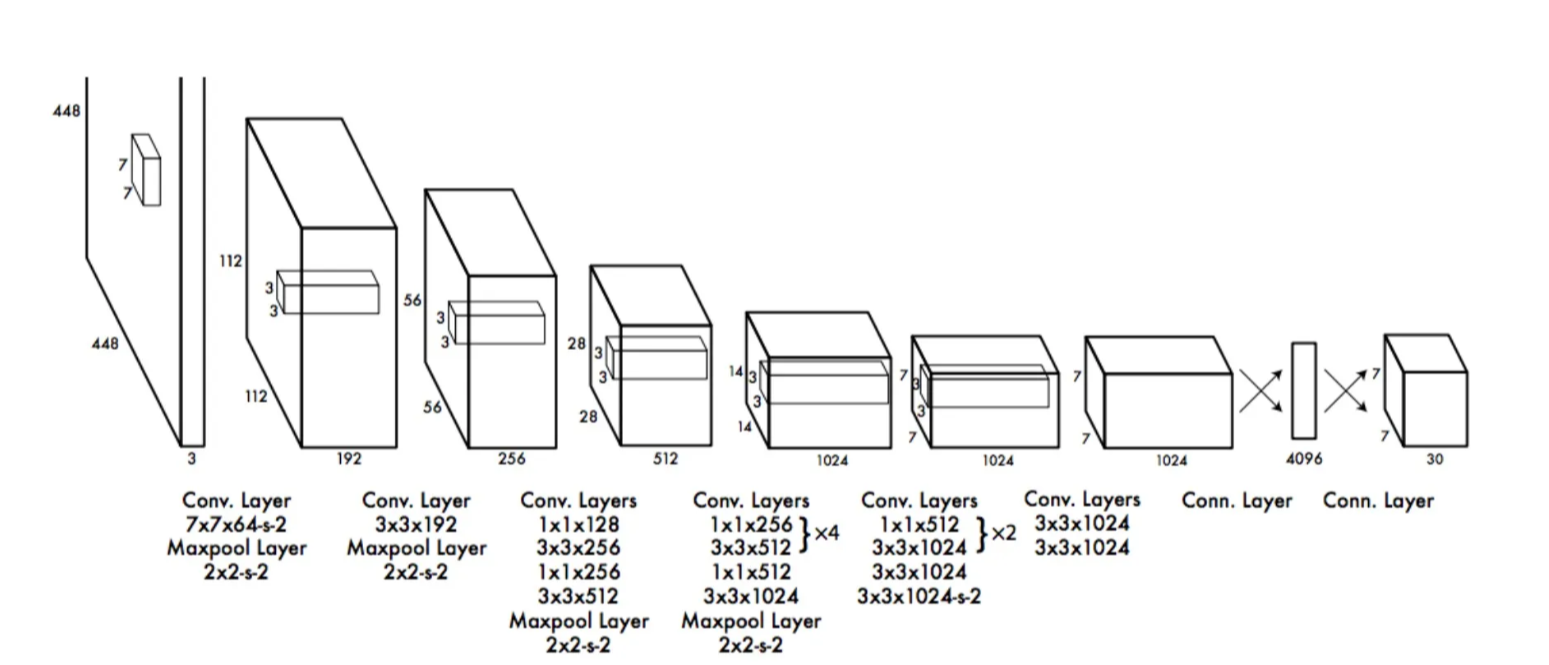 448
7
7
448
3
112
3
3
112
192
56
3
3
56
256
28
3
3
28
512
14
3
3
14
1024
7
3
3
7
1024
7
7
1024
4096
7
7
30
Conv. Layer
7x7x64-s-2
Maxpool Layer
2x2-s-2
Conv. Layer
3x3x192
Maxpool Layer
2x2-s-2
Conv. Layers
1x1x128
3x3x256
1x1x256
3x3x512
Maxpool Layer
2x2-s-2
Conv. Layers
1x1x256
3x3x512
}×4
1x1x512
3x3x1024
Maxpool Layer
2x2-s-2
Conv. Layers
1x1x512
3x3x1024
}×2
3x3x1024
3x3x1024-s-2
Conv. Layers
3x3x1024
3x3x1024
Conn. Layer
Conn. Layer